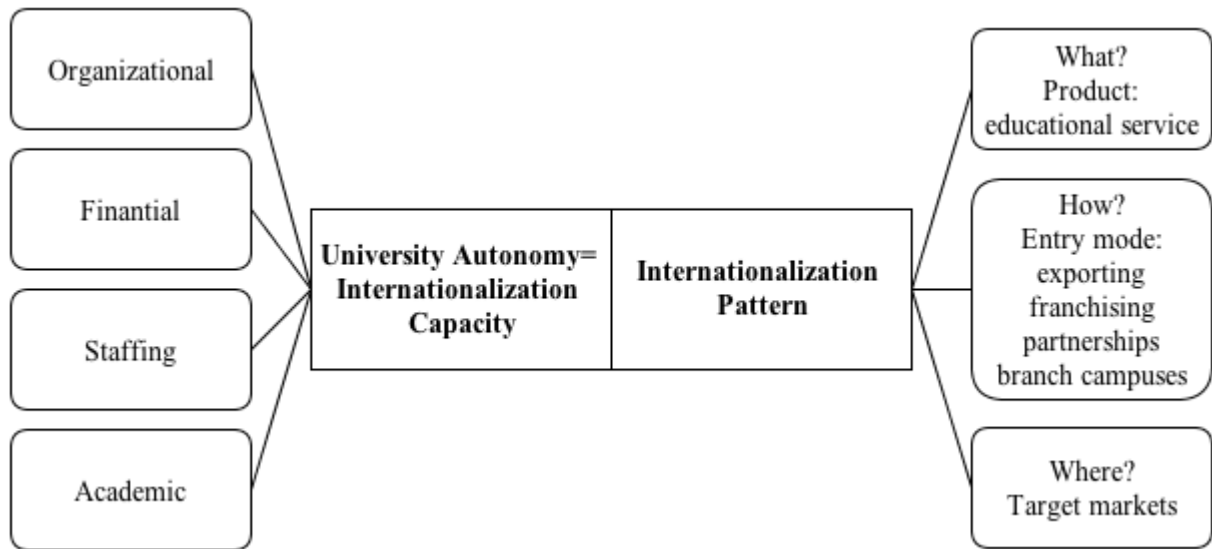 Organizational
Finantial
Staffing
Academic
University Autonomy=
Internationalization
Capacity
Internationalization
Pattern
What?
Product:
educational service
How?
Entry mode:
exporting
franchising
partnerships
branch campuses
Where?
Target markets